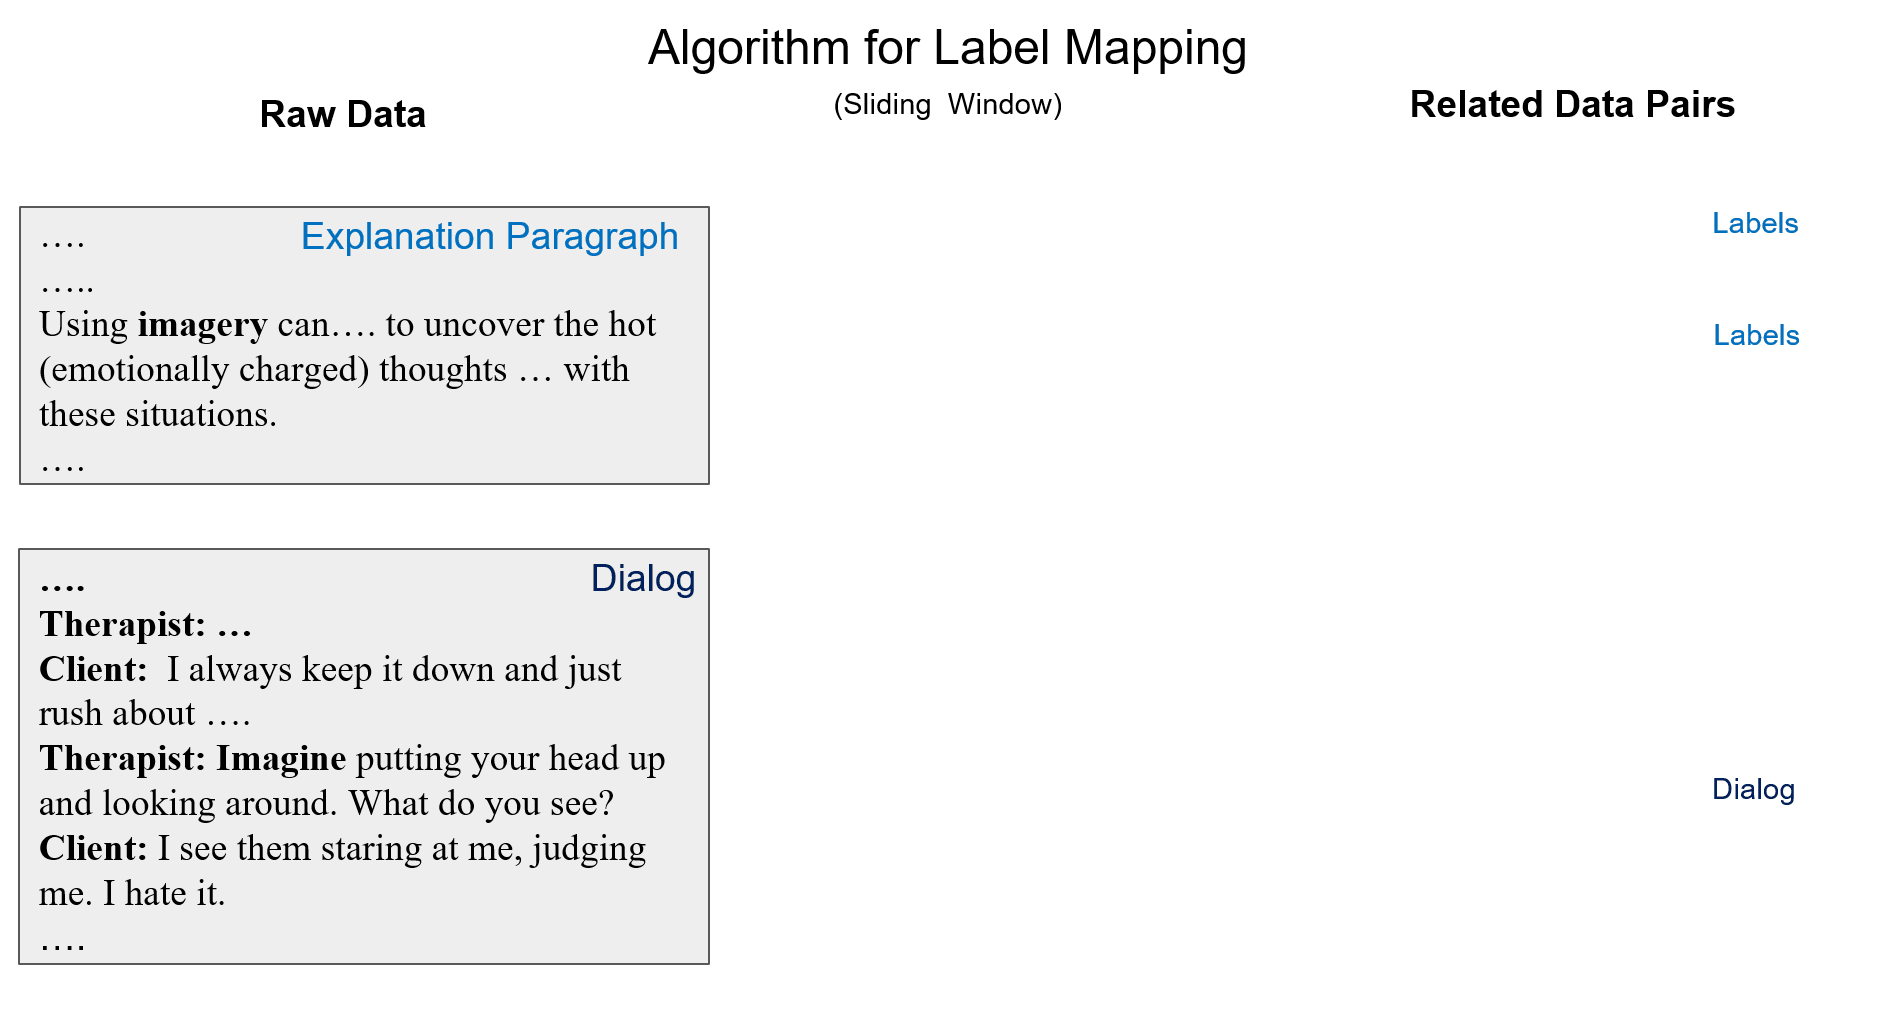 Algorithm for Label Mapping
(Sliding Window)
Raw Data
Related Data Pairs
Explanation Paragraph
….
…..
Using imagery can…. to uncover the hot
(emotionally charged) thoughts … with
these situations.
….
Labels
Labels
Dialog
….
Therapist: …
Client: I always keep it down and just
rush about ….
Therapist: Imagine putting your head up
and looking around. What do you see?
Client: I see them staring at me, judging
me. I hate it.
….
Dialog